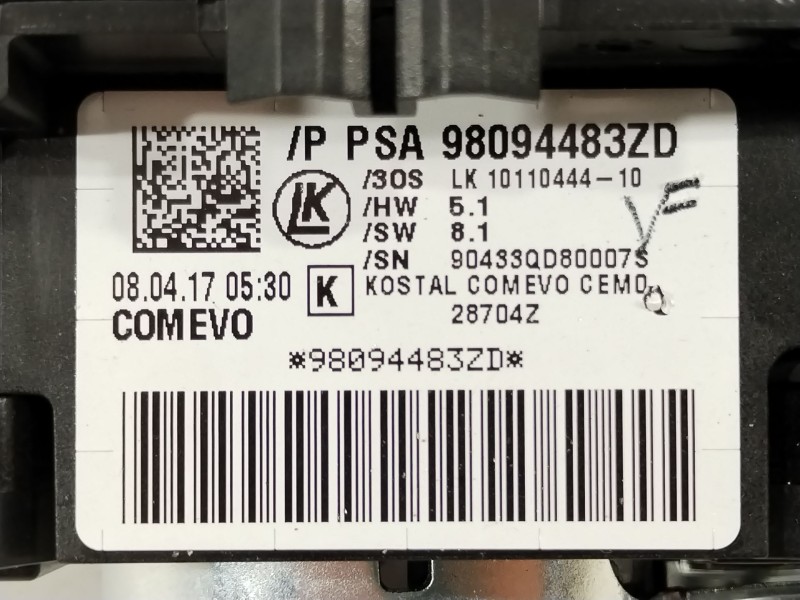 /P PSA 98094483ZD
/3OS LK 10110444-10
LK
/HW 5.1
/SW 8.1
/SN 90433QD80007S
08.04.17 05:30 K KOSTAL COMEVO CEMO
COMEVO 28704Z
*98094483ZD*
VF